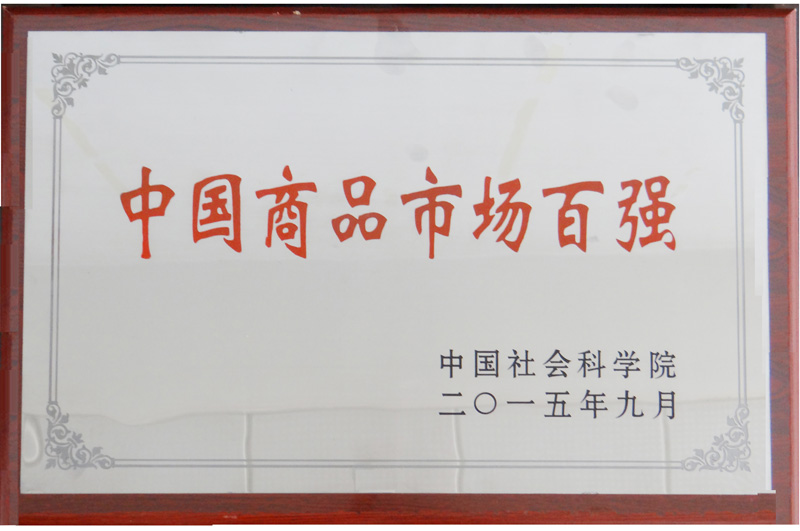 中国商品市场百强
中国社会科学院
二〇一五年九月